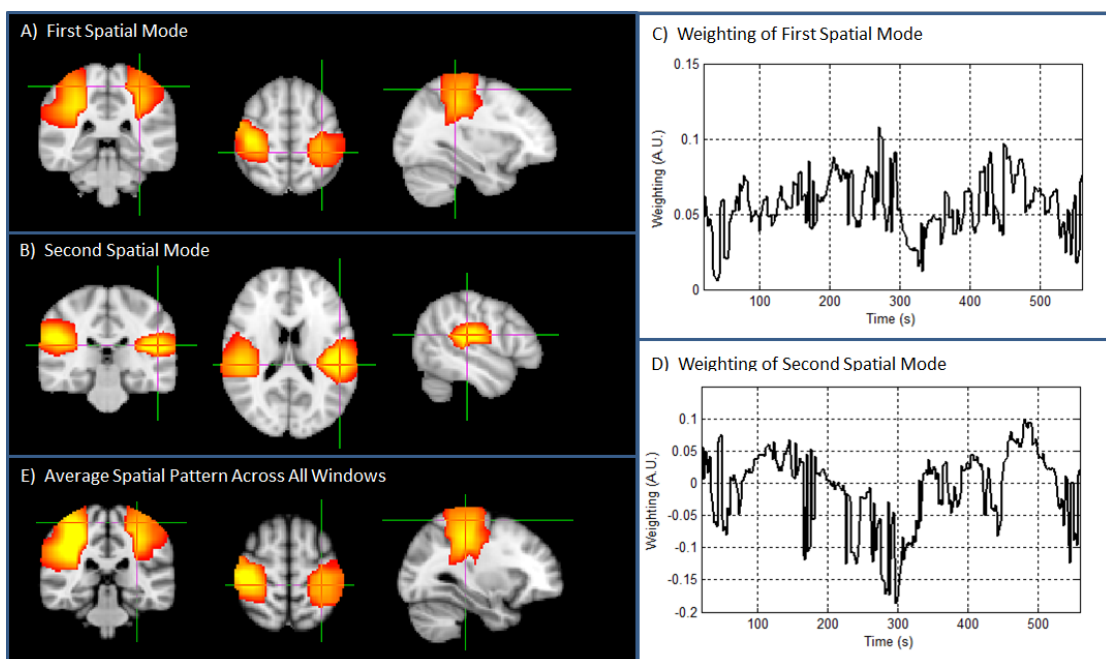 A) First Spatial Mode
B) Second Spatial Mode
E) Average Spatial Pattern Across All Windows
C) Weighting of First Spatial Mode
0.15
0.1
0.05
0
Weighting (A.U.)
100 200 300 400 500
Time (s)
D) Weighting of Second Spatial Mode
0.1
0.05
0
-0.05
-0.1
-0.15
-0.2
Weighting (A.U.)
100 200 300 400 500
Time (s)